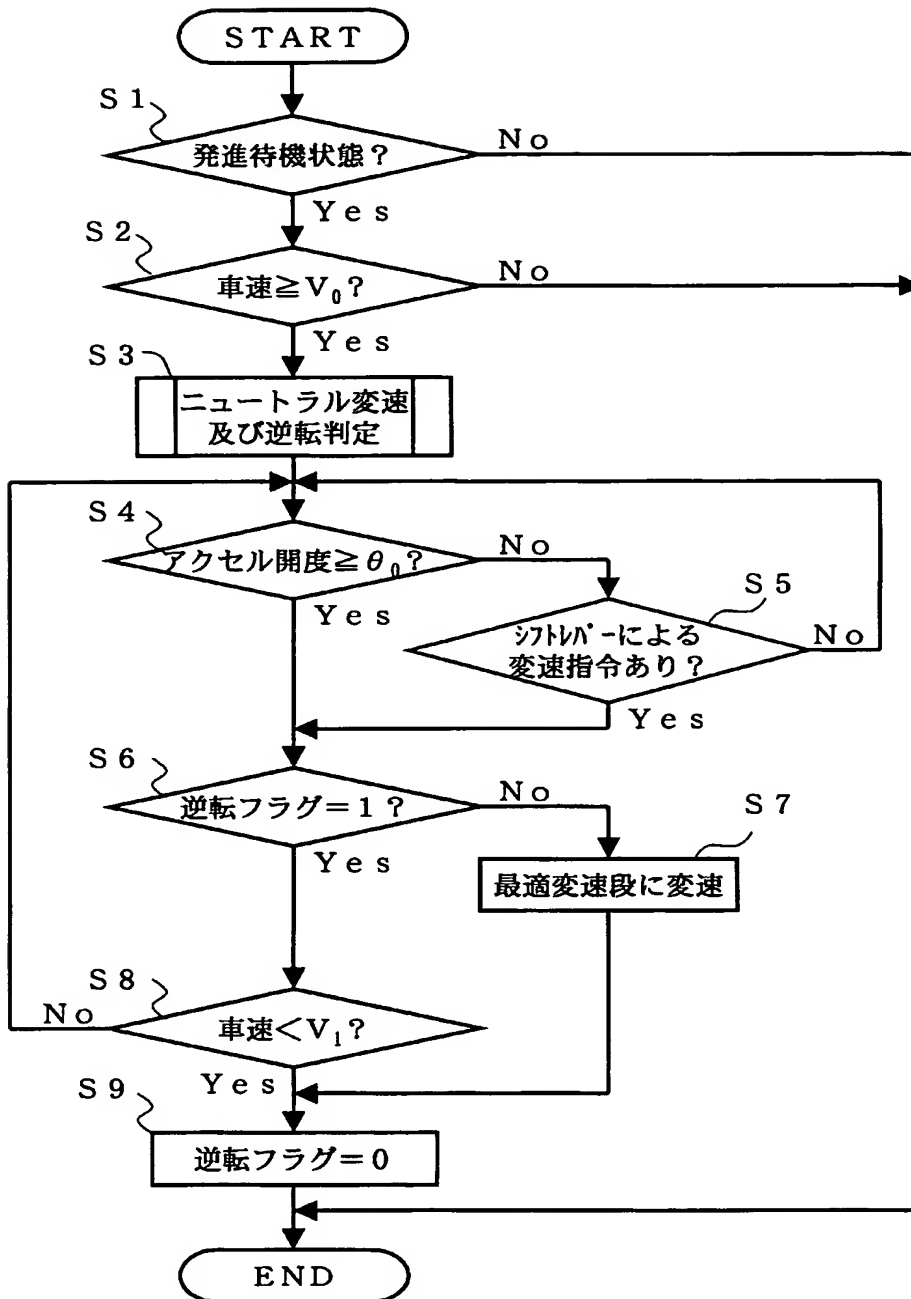 START
S1
発進待機状態？
No
Yes
S2
車速≧V₀？
No
Yes
S3
ニュートラル変速
及び逆転判定
S4
アクセル開度≧θ₀？
No
Yes
S5
ｼﾌﾄﾚﾊﾞｰによる
変速指令あり？
No
Yes
S6
逆転フラグ＝1？
No
Yes
S7
最適変速段に変速
S8
車速＜V₁？
No
Yes
S9
逆転フラグ＝0
END